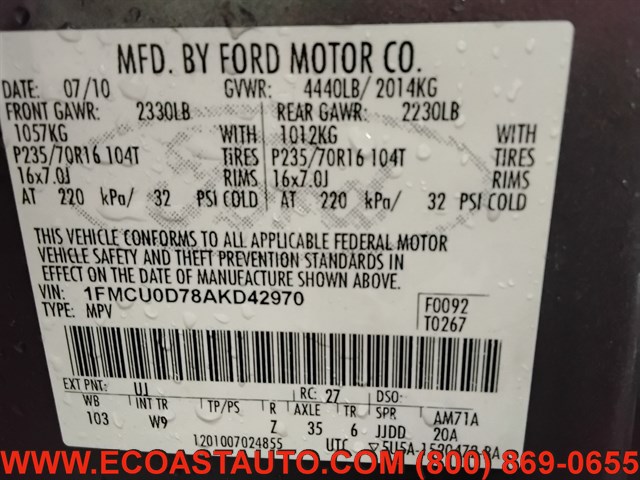 MFD. BY FORD MOTOR CO.
DATE: 07/10 GVWR: 4440LB/ 2014KG
FRONT GAWR: 2330LB REAR GAWR: 2230LB
1057KG WITH 1012KG WITH
P235/70R16 104T TIRES P235/70R16 104T TIRES
16x7.0J RIMS 16x7.0J RIMS
AT 220 kPa/ 32 PSI COLD AT 220 kPa/ 32 PSI COLD
THIS VEHICLE CONFORMS TO ALL APPLICABLE FEDERAL MOTOR
VEHICLE SAFETY AND THEFT PREVENTION STANDARDS IN
EFFECT ON THE DATE OF MANUFACTURE SHOWN ABOVE.
VIN: 1FMCU0D78AKD42970 F0092
TYPE: MPV T0267
EXT PNT: UJ RC: 27 DSO:
WB INT TR TP/PS R AXLE TR SPR AM71A
103 W9 Z 35 6 JJDD 20A
1201007024855 UTC ▽5U5A-1520472-BA
WWW.ECOASTAUTO.COM (800) 869-0655